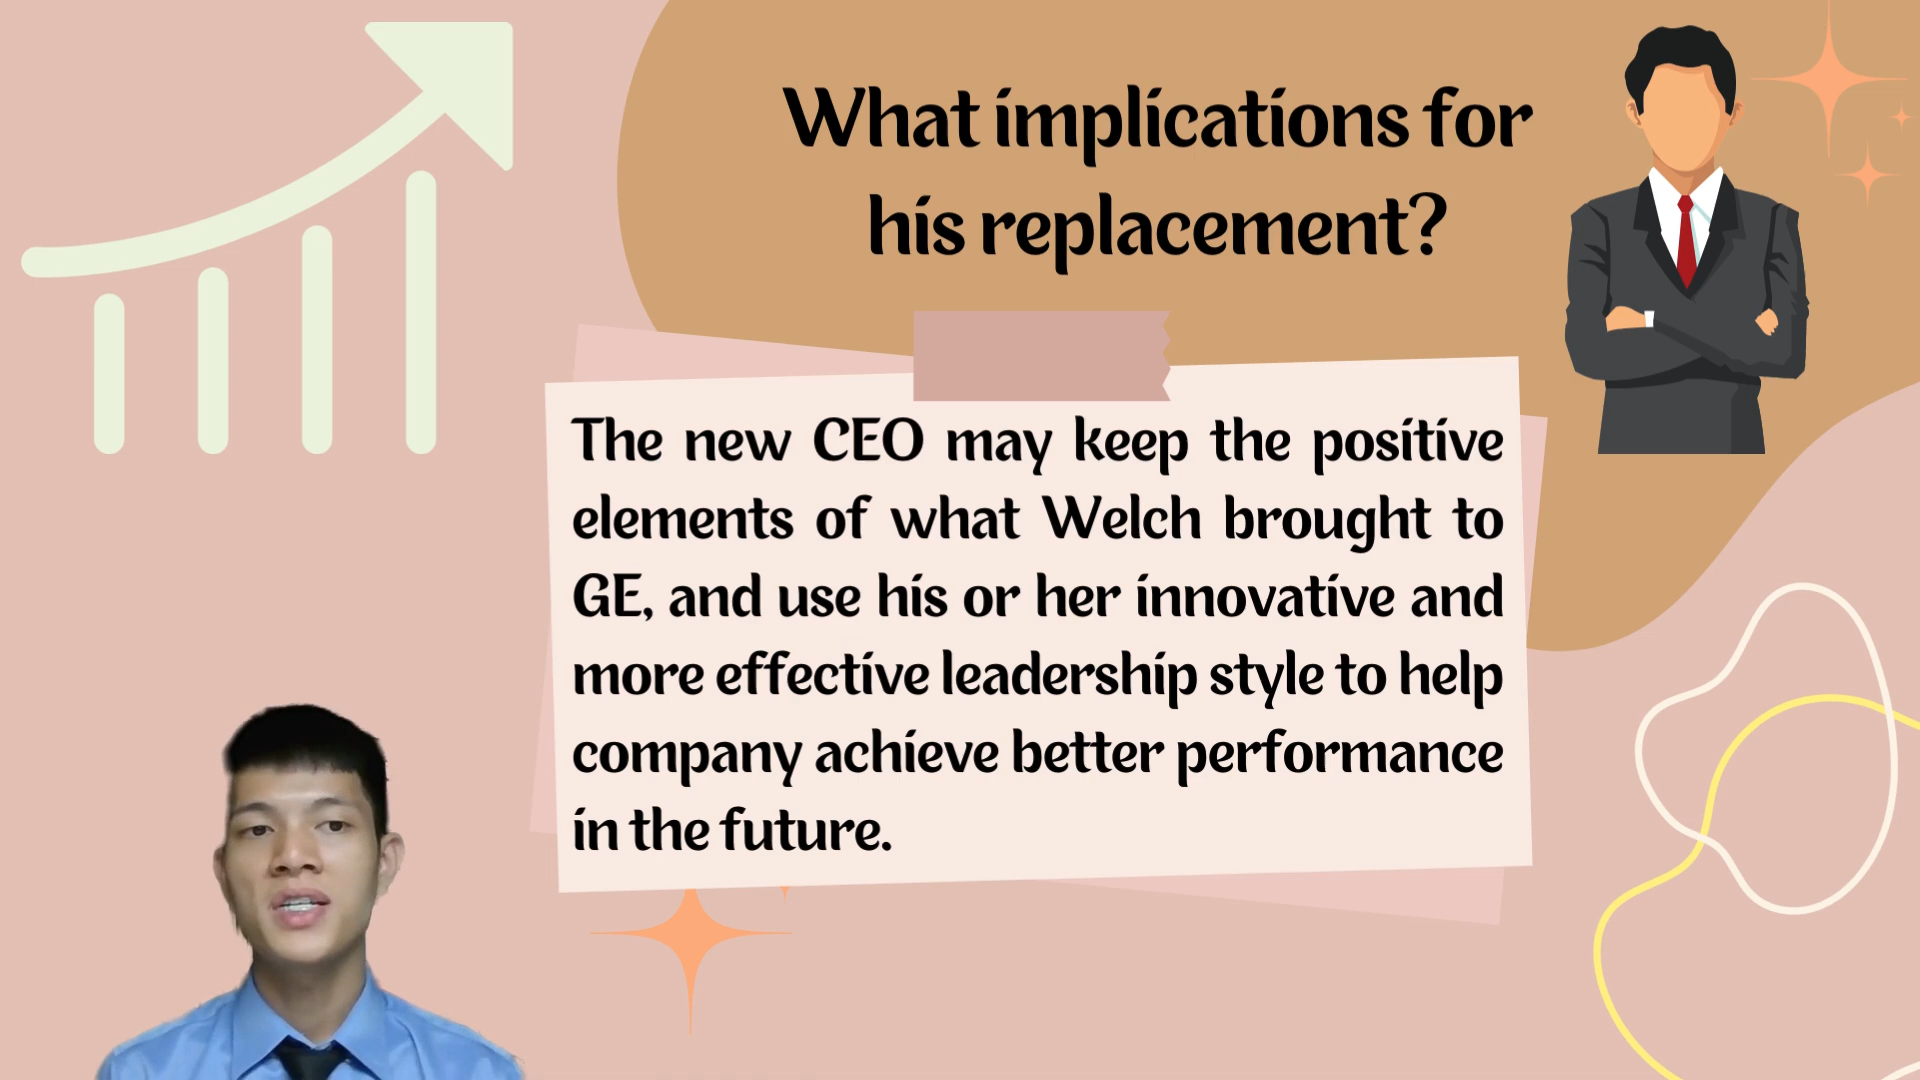 What implications for
his replacement?
The new CEO may keep the positive
elements of what Welch brought to
GE, and use his or her innovative and
more effective leadership style to help
company achieve better performance
in the future.